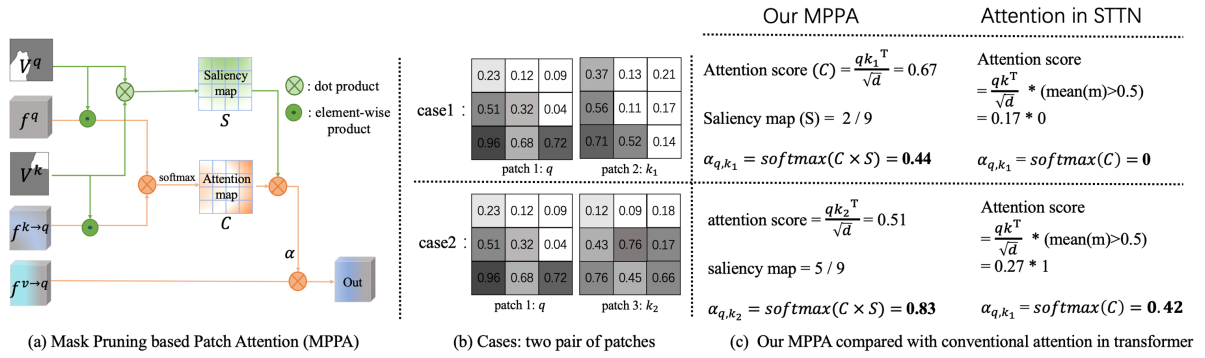 V^q
f^q
V^k
f^{k→q}
f^{v→q}
Saliency
map
S
softmax
Attention
map
C
α
Out
: dot product
: element-wise
product
(a) Mask Pruning based Patch Attention (MPPA)
case1 :
0.23 0.12 0.09
0.51 0.32 0.04
0.96 0.68 0.72
patch 1: q
0.37 0.13 0.21
0.56 0.11 0.17
0.71 0.52 0.14
patch 2: k_1
case2 :
0.23 0.12 0.09
0.51 0.32 0.04
0.96 0.68 0.72
patch 1: q
0.12 0.09 0.18
0.43 0.76 0.17
0.76 0.45 0.66
patch 3: k_2
(b) Cases: two pair of patches
Our MPPA
Attention score (C) = qk_1^T/√d = 0.67
Saliency map (S) = 2 / 9
α_{q,k_1} = softmax(C × S) = 0.44
Attention in STTN
Attention score
= qk^T/√d * (mean(m)>0.5)
= 0.17 * 0
α_{q,k_1} = softmax(C) = 0
attention score = qk_2^T/√d = 0.51
saliency map = 5 / 9
α_{q,k_2} = softmax(C × S) = 0.83
Attention score
= qk^T/√d * (mean(m)>0.5)
= 0.27 * 1
α_{q,k_1} = softmax(C) = 0.42
(c) Our MPPA compared with conventional attention in transformer